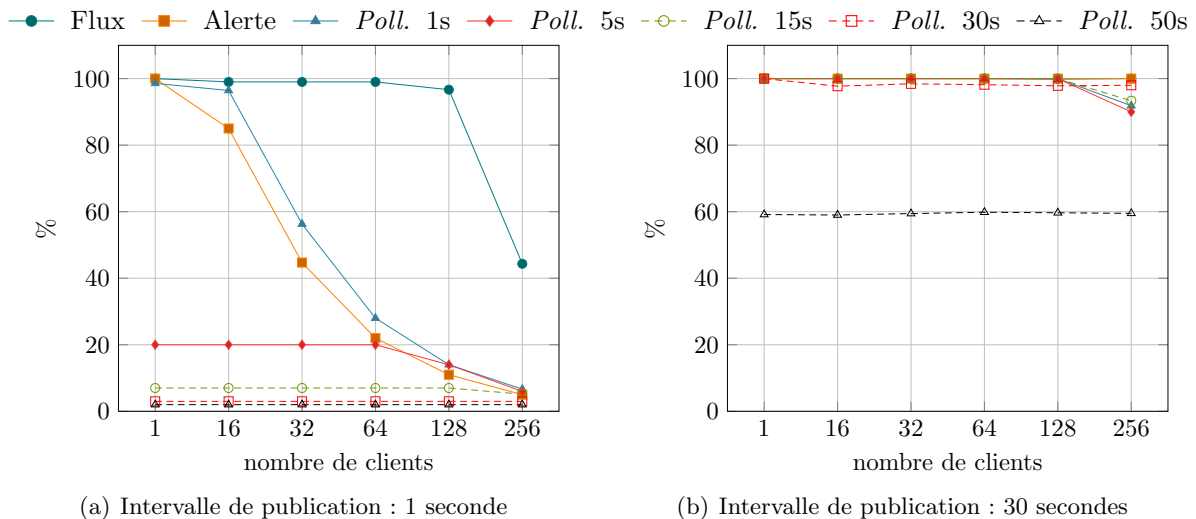 Flux Alerte Poll. 1s Poll. 5s Poll. 15s Poll. 30s Poll. 50s
100
80
60
40
20
0
%
1 16 32 64 128 256
nombre de clients
(a) Intervalle de publication : 1 seconde
100
80
60
40
20
0
%
1 16 32 64 128 256
nombre de clients
(b) Intervalle de publication : 30 secondes